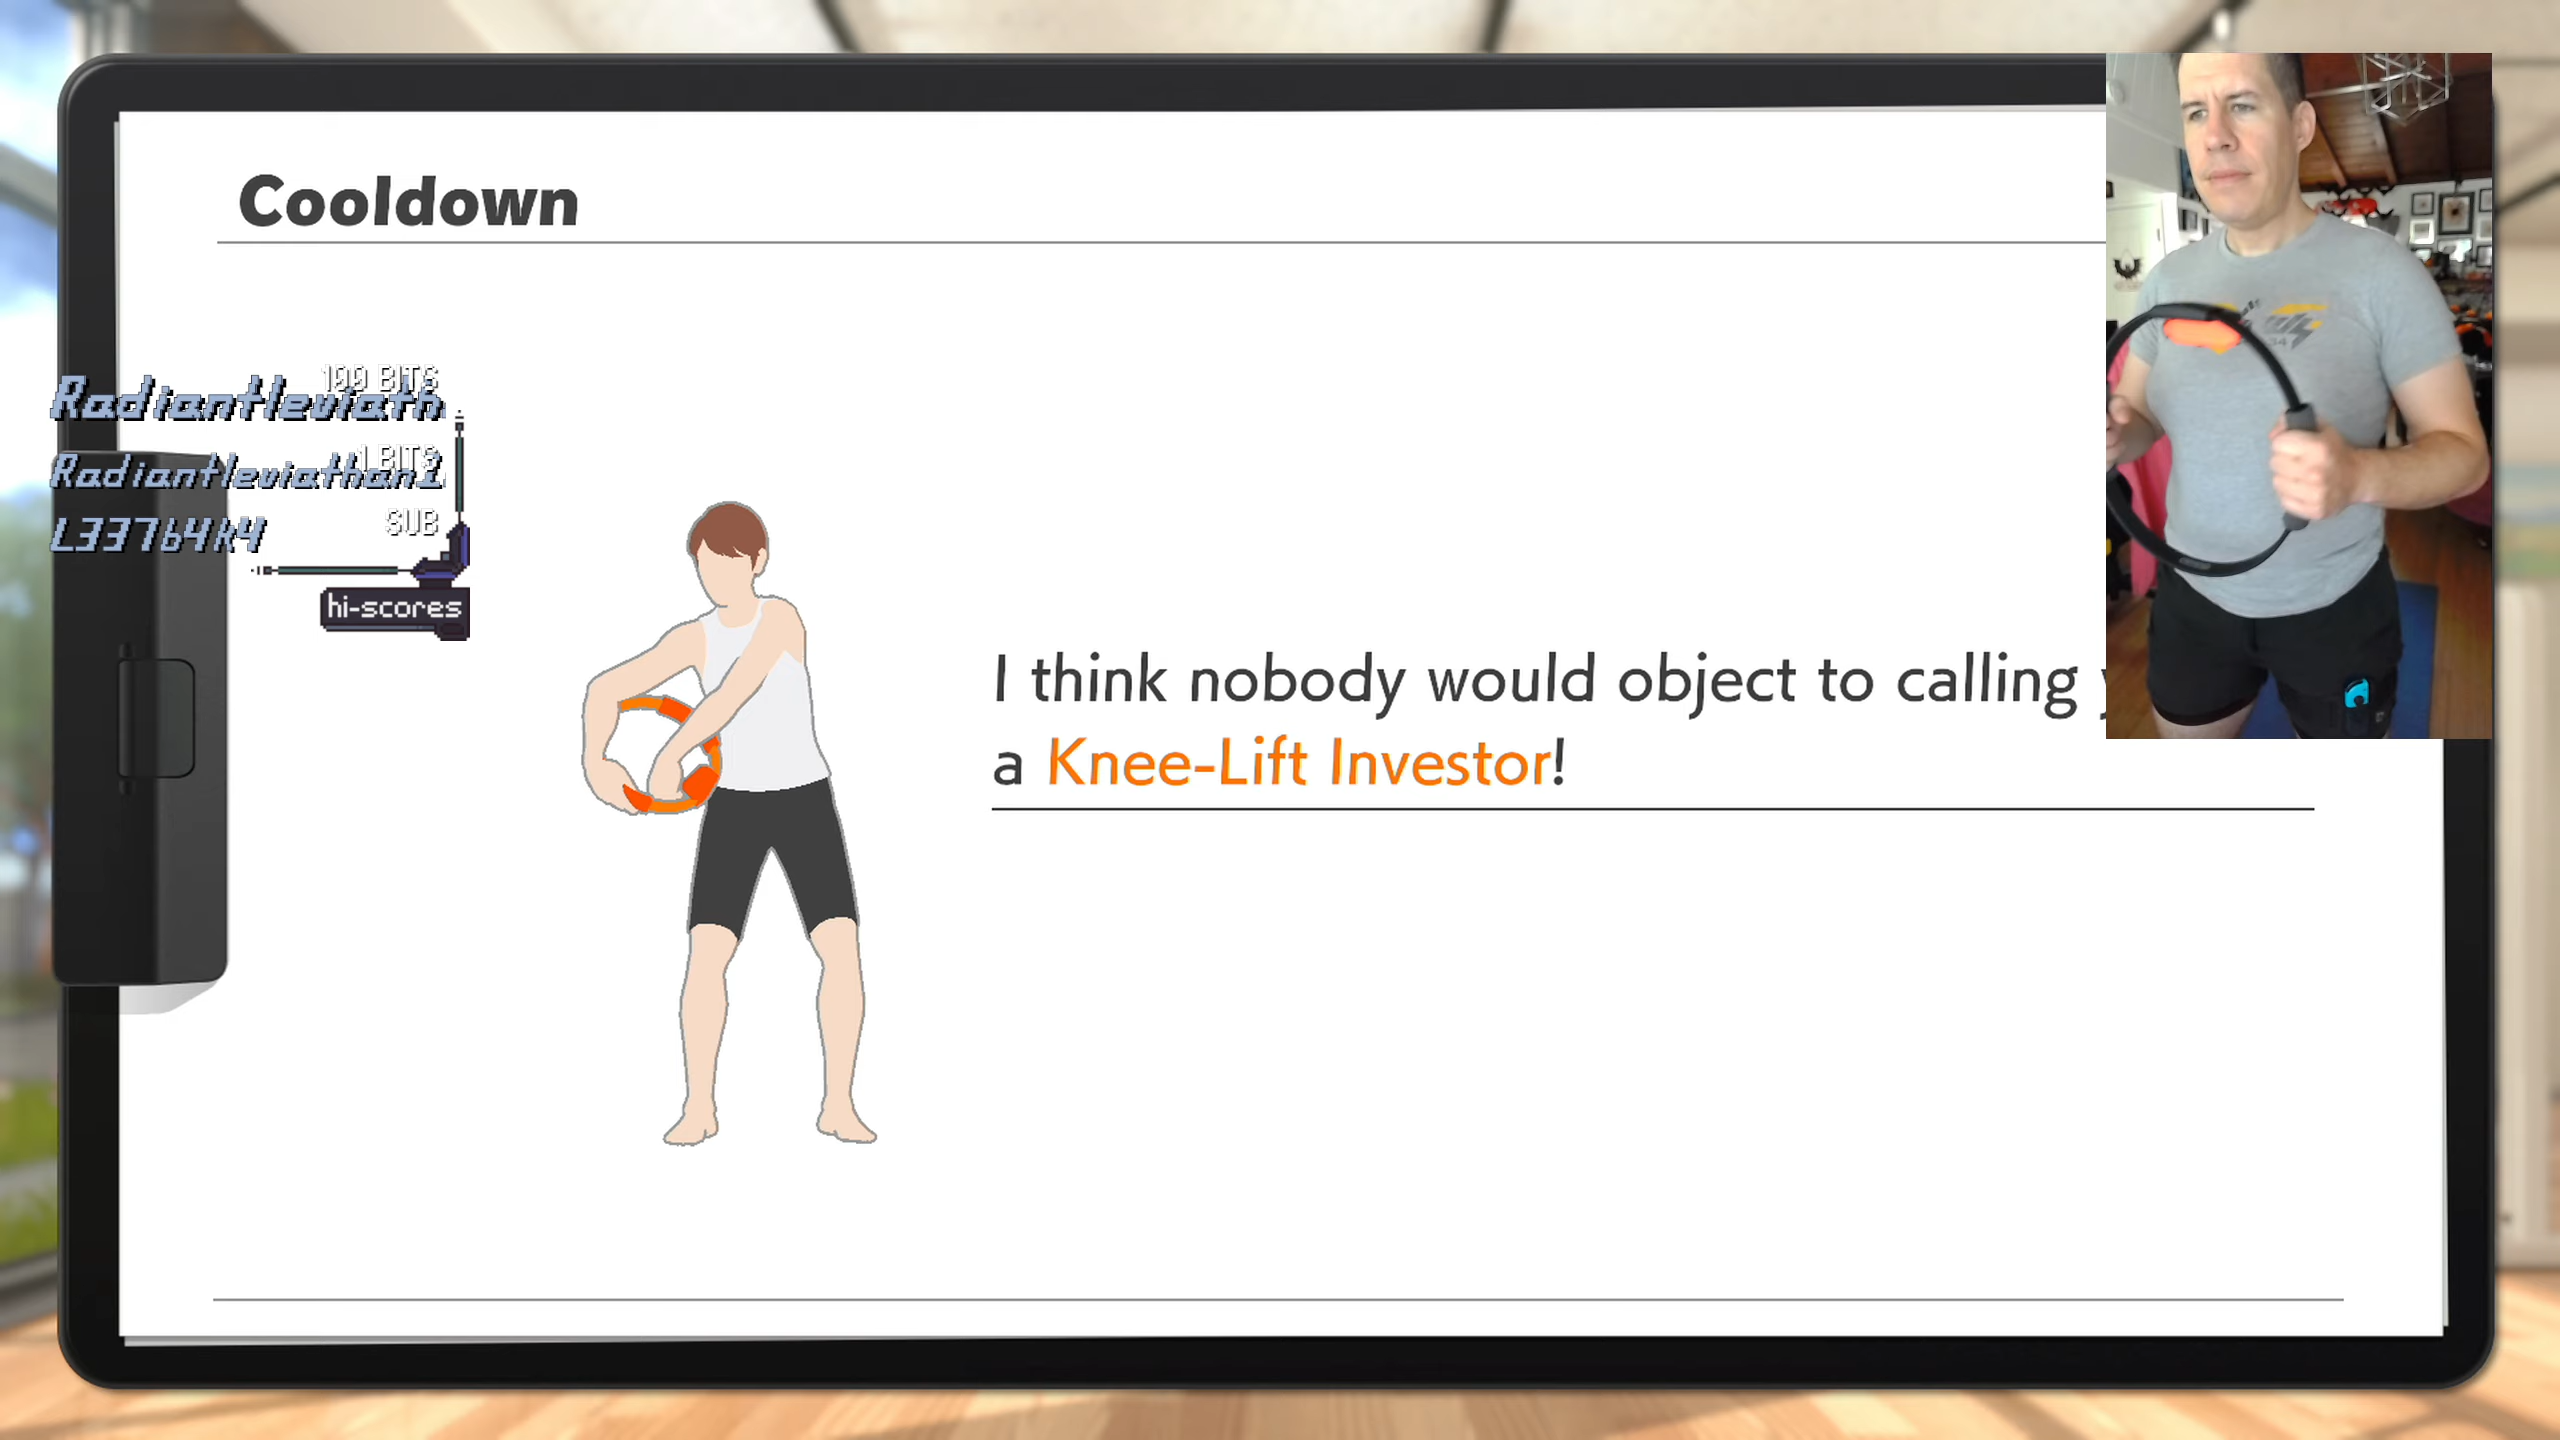 Cooldown
100 BITS
Radiantleviath
1 BITS
Radiantleviathan1
SUB
L337b4k4
hi-scores
I think nobody would object to calling
a Knee-Lift Investor!